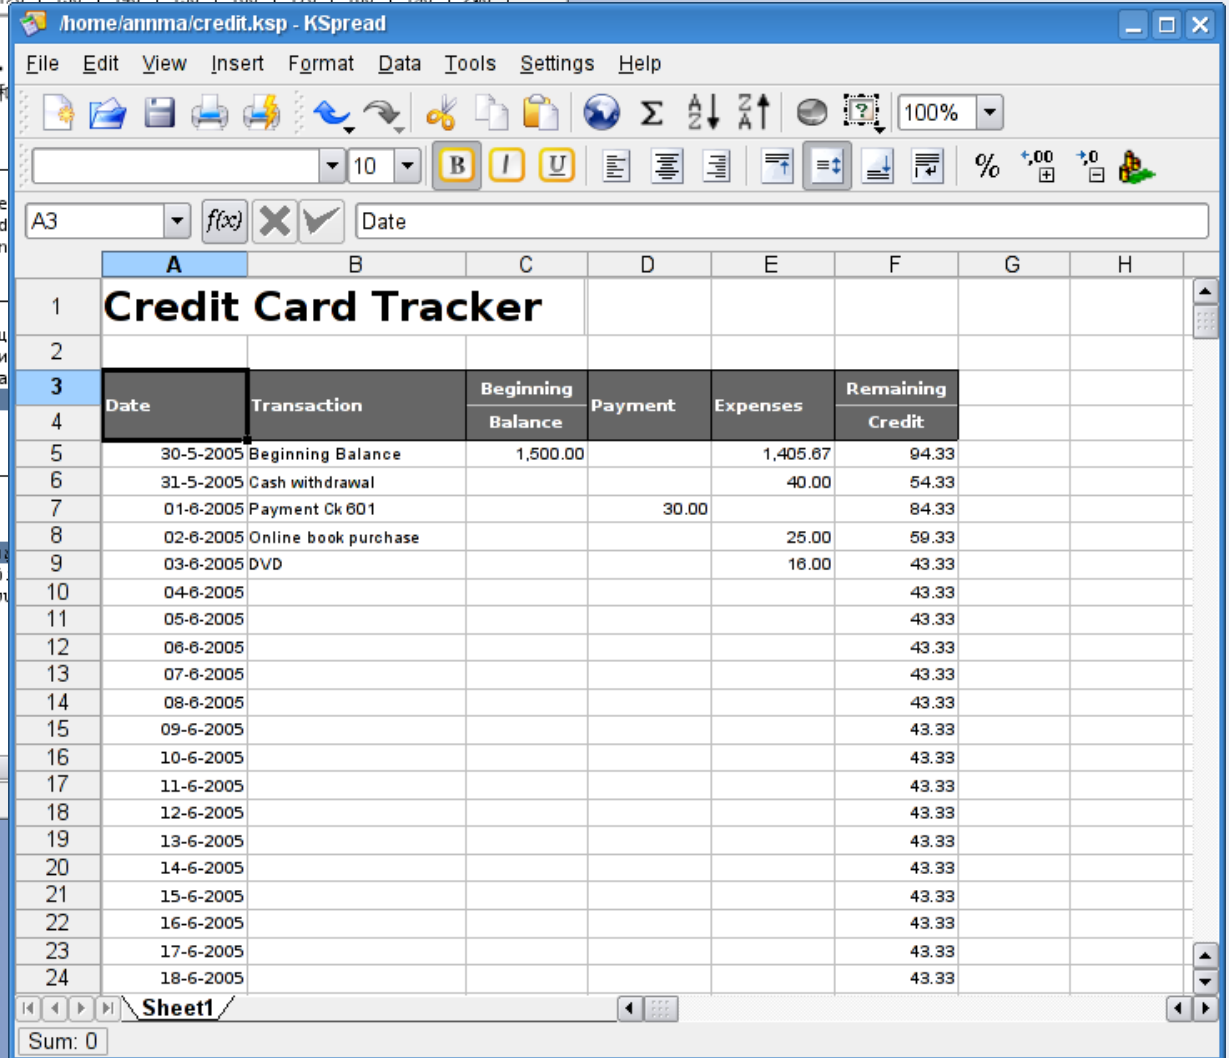 /home/annma/credit.ksp - KSpread
File Edit View Insert Format Data Tools Settings Help
100%
10 B I U % +,00 +,0
A3 f(x) Date
A B C D E F G H
1 Credit Card Tracker
2
3 Date Transaction Beginning Payment Expenses Remaining
4 Balance Credit
5 30-5-2005 Beginning Balance 1,500.00 1,405.67 94.33
6 31-5-2005 Cash withdrawal 40.00 54.33
7 01-6-2005 Payment Ck 601 30.00 84.33
8 02-6-2005 Online book purchase 25.00 59.33
9 03-6-2005 DVD 16.00 43.33
10 04-6-2005 43.33
11 05-6-2005 43.33
12 06-6-2005 43.33
13 07-6-2005 43.33
14 08-6-2005 43.33
15 09-6-2005 43.33
16 10-6-2005 43.33
17 11-6-2005 43.33
18 12-6-2005 43.33
19 13-6-2005 43.33
20 14-6-2005 43.33
21 15-6-2005 43.33
22 16-6-2005 43.33
23 17-6-2005 43.33
24 18-6-2005 43.33
Sheet1
Sum: 0